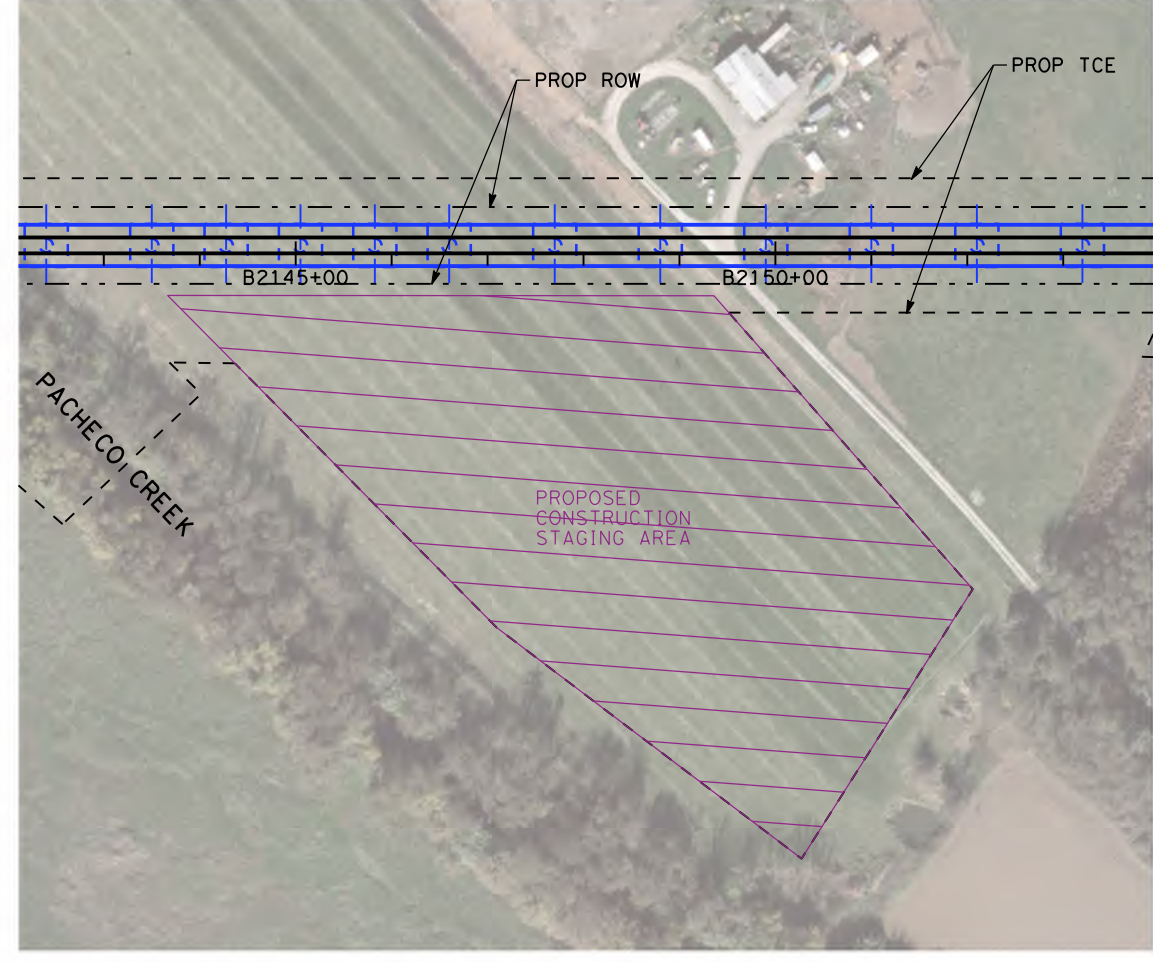 PROP ROW
PROP TCE
B2145+00
B2150+00
PACHECO CREEK
PROPOSED
CONSTRUCTION
STAGING AREA